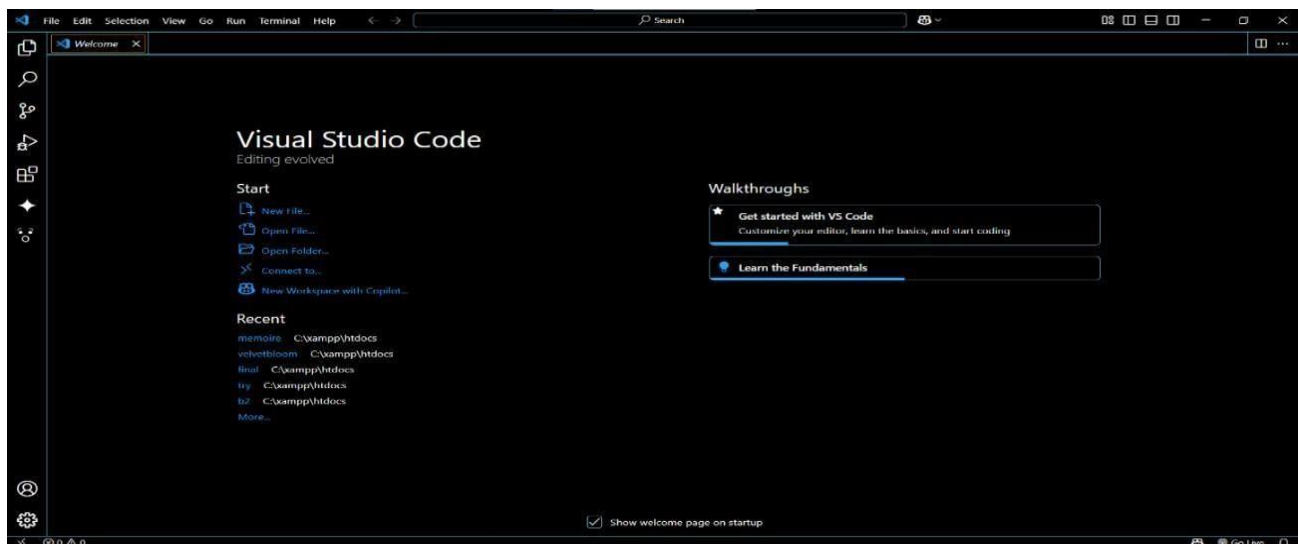 File Edit Selection View Go Run Terminal Help Search
Welcome
Visual Studio Code
Editing evolved
Start
New File...
Open File...
Open Folder...
Connect to...
New Workspace with Copilot...
Recent
memoire C:\xampp\htdocs
velvetbloom C:\xampp\htdocs
final C:\xampp\htdocs
try C:\xampp\htdocs
b2 C:\xampp\htdocs
More...
Walkthroughs
Get started with VS Code
Customize your editor, learn the basics, and start coding
Learn the Fundamentals
Show welcome page on startup
0 0 Go Live